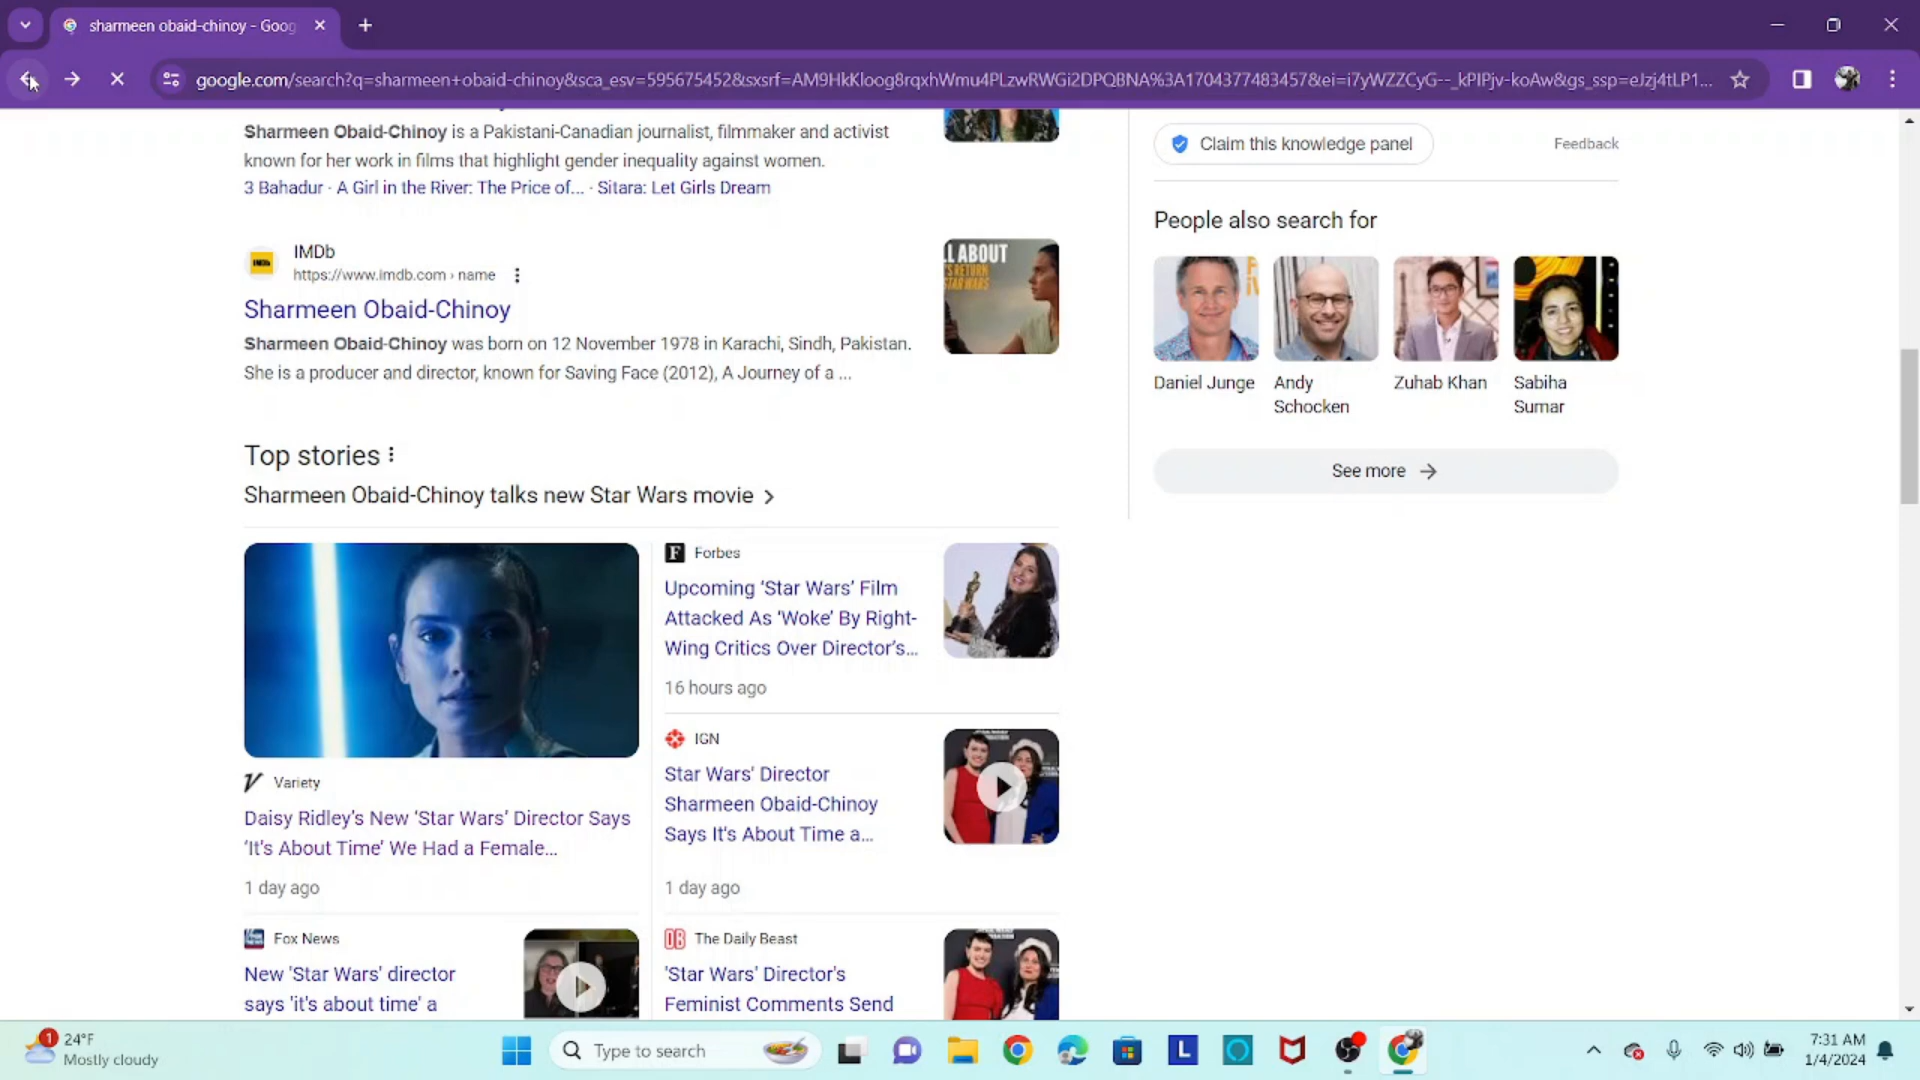 sharmeen obaid-chinoy - Goog
google.com/search?q=sharmeen+obaid-chinoy&sca_esv=595675452&sxsrf=AM9HkKloog8rqxhWmu4PLzwRWGi2DPQBNA%3A1704377483457&ei=i7yWZZCyG--_kPIPjv-koAw&gs_ssp=eJzj4tLP1...
Sharmeen Obaid-Chinoy is a Pakistani-Canadian journalist, filmmaker and activist
known for her work in films that highlight gender inequality against women.
3 Bahadur · A Girl in the River: The Price of... · Sitara: Let Girls Dream
IMDb
https://www.imdb.com › name
Sharmeen Obaid-Chinoy
Sharmeen Obaid-Chinoy was born on 12 November 1978 in Karachi, Sindh, Pakistan.
She is a producer and director, known for Saving Face (2012), A Journey of a ...
LL ABOUT
'S RETURN
STAR WARS
Claim this knowledge panel
Feedback
People also search for
Daniel Junge
Andy
Schocken
Zuhab Khan
Sabiha
Sumar
See more
Top stories
Sharmeen Obaid-Chinoy talks new Star Wars movie
Variety
Daisy Ridley's New 'Star Wars' Director Says
'It's About Time' We Had a Female...
1 day ago
Forbes
Upcoming 'Star Wars' Film
Attacked As 'Woke' By Right-
Wing Critics Over Director's...
16 hours ago
IGN
Star Wars' Director
Sharmeen Obaid-Chinoy
Says It's About Time a...
1 day ago
Fox News
New 'Star Wars' director
says 'it's about time' a
The Daily Beast
'Star Wars' Director's
Feminist Comments Send
1
24°F
Mostly cloudy
Type to search
L
7:31 AM
1/4/2024